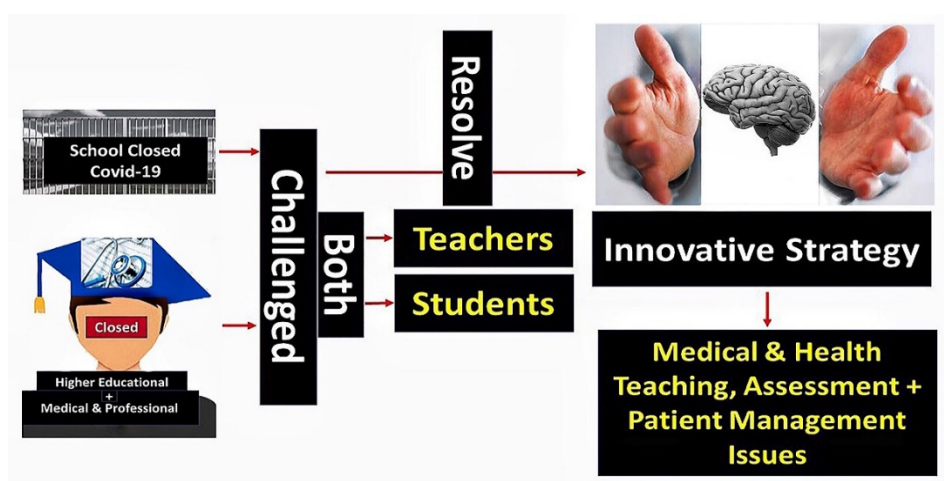 School Closed
Covid-19
Closed
Higher Educational
+
Medical & Professional
Challenged
Both
Resolve
Teachers
Students
Innovative Strategy
Medical & Health
Teaching, Assessment +
Patient Management
Issues